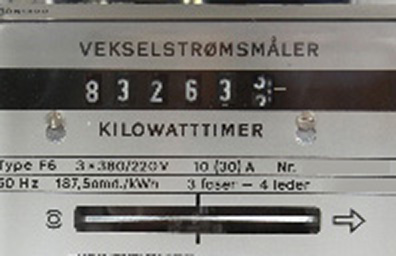 VEKSELSTRØMSMÅLER
8 3 2 6 3 3
KILOWATTTIMER
Type F6 3×380/220V 10 (30) A Nr.
50 Hz 187,5omd./kWh 3 faser – 4 leder